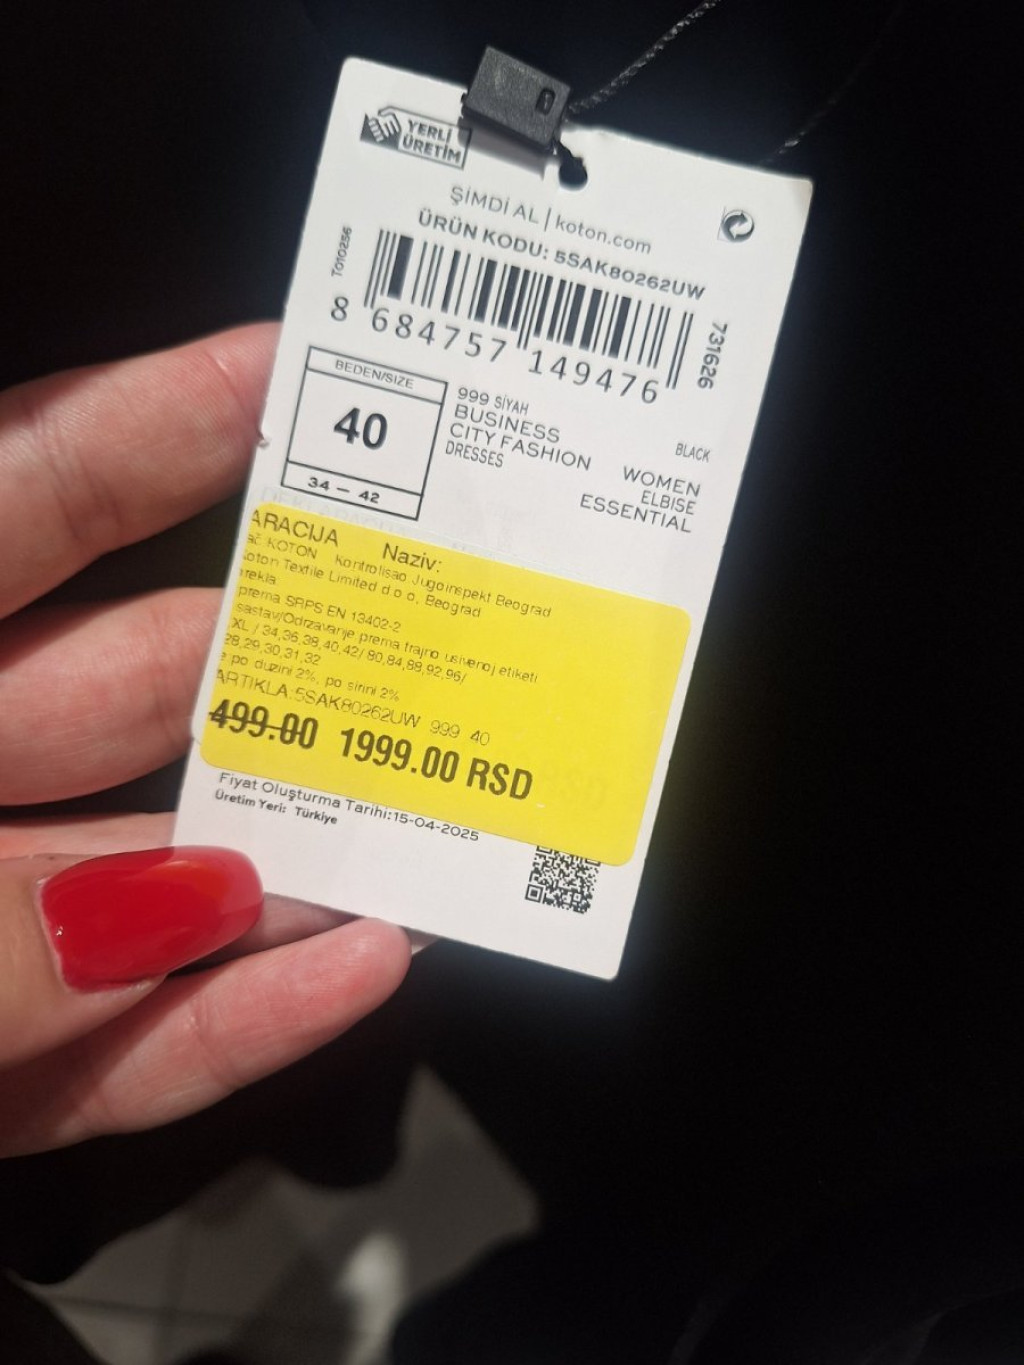 YERLİ
ÜRETİM
ŞİMDİ AL | koton.com
ÜRÜN KODU: 5SAK80262UW
T010256
8 684757 149476
731626
BEDEN/SIZE
40
34 — 42
999 SİYAH
BLACK
BUSINESS
WOMEN
CITY FASHION
ELBISE
DRESSES
ESSENTIAL
ARACIJA Naziv:
ač KOTON Kontrolisao Jugoinspekt Beograd
oton Textile Limited d o o, Beograd
rekla
prema SRPS EN 13402-2
sastav/Odrzavanje prema trajno usivenoj etiketi
XL / 34,36,38,40,42/ 80,84,88,92,96/
28,29,30,31,32
e po duzini 2%, po sirini 2%
ARTIKLA:5SAK80262UW 999 40
499.00 1999.00 RSD
Fiyat Oluşturma Tarihi:15-04-2025
Üretim Yeri: Türkiye